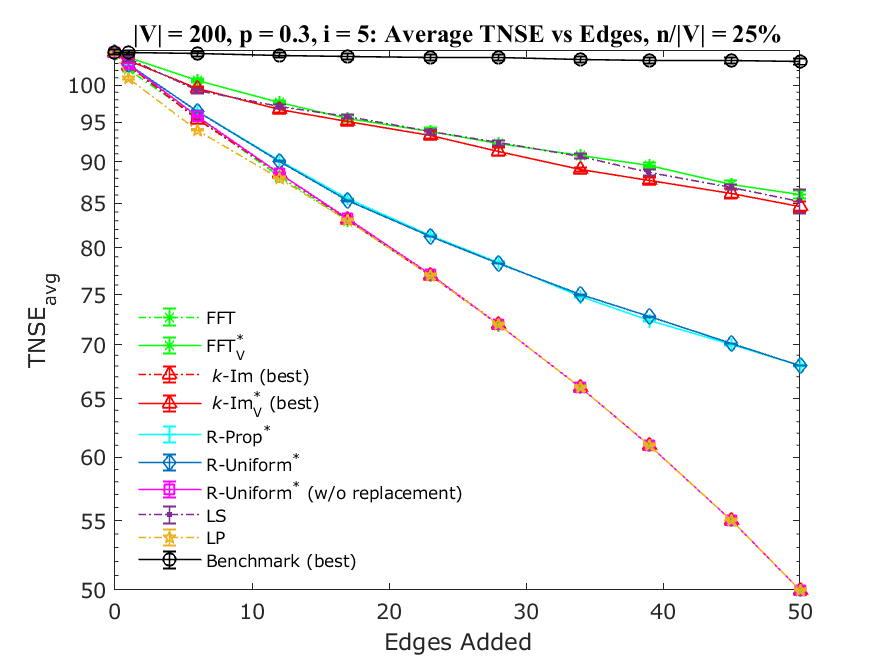 |V| = 200, p = 0.3, i = 5: Average TNSE vs Edges, n/|V| = 25%
100
95
90
85
80
75
70
65
60
55
50
TNSE_avg
FFT
FFT*_V
k-Im (best)
k-Im*_V (best)
R-Prop*
R-Uniform*
R-Uniform* (w/o replacement)
LS
LP
Benchmark (best)
0 10 20 30 40 50
Edges Added